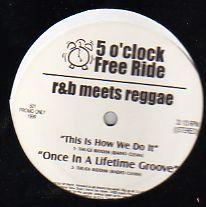 5 o'clock
Free Ride
r&b meets reggae
PROMO ONLY
"This Is How We Do It"
"Once In A Lifetime Groove"